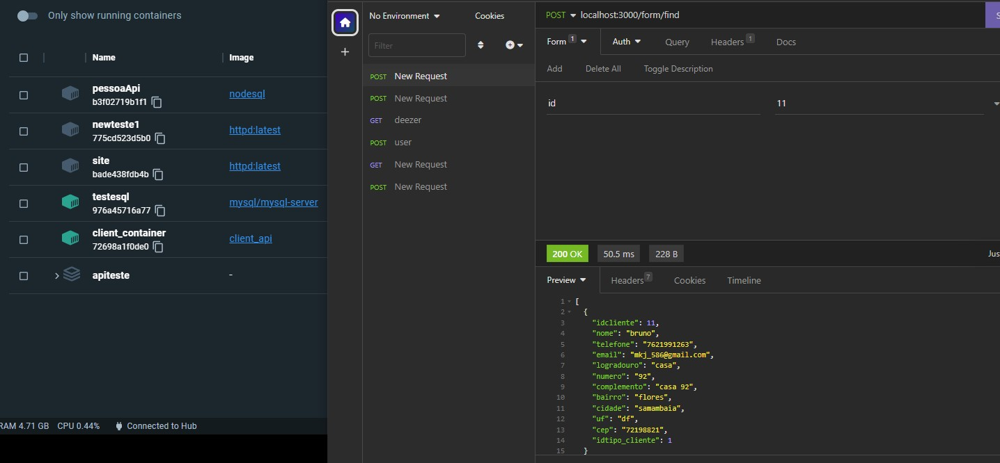 Only show running containers
Name Image
pessoaApi
b3f02719b1f1
nodesql
newteste1
775cd523d5b0
httpd:latest
site
bade438fdb4b
httpd:latest
testesql
976a45716a77
mysql/mysql-server
client_container
72698a1f0de0
client_api
apiteste
-
RAM 4.71 GB CPU 0.44% Connected to Hub
No Environment Cookies
Filter
POST New Request
POST New Request
GET deezer
POST user
GET New Request
POST New Request
POST localhost:3000/form/find
S
Form 1 Auth Query Headers 1 Docs
Add Delete All Toggle Description
id 11
200 OK 50.5 ms 228 B Jus
Preview Headers 7 Cookies Timeline
1 [
2 {
3 "idcliente": 11,
4 "nome": "bruno",
5 "telefone": "7621991263",
6 "email": "mkj_586@gmail.com",
7 "logradouro": "casa",
8 "numero": "92",
9 "complemento": "casa 92",
10 "bairro": "flores",
11 "cidade": "samambaia",
12 "uf": "df",
13 "cep": "72198821",
14 "idtipo_cliente": 1
15 }